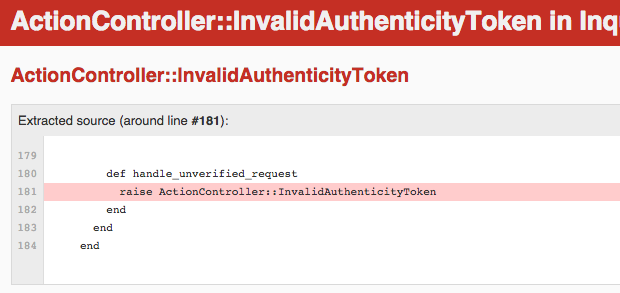 ActionController::InvalidAuthenticityToken in Inq
ActionController::InvalidAuthenticityToken
Extracted source (around line #181):
179
180 def handle_unverified_request
181 raise ActionController::InvalidAuthenticityToken
182 end
183 end
184 end